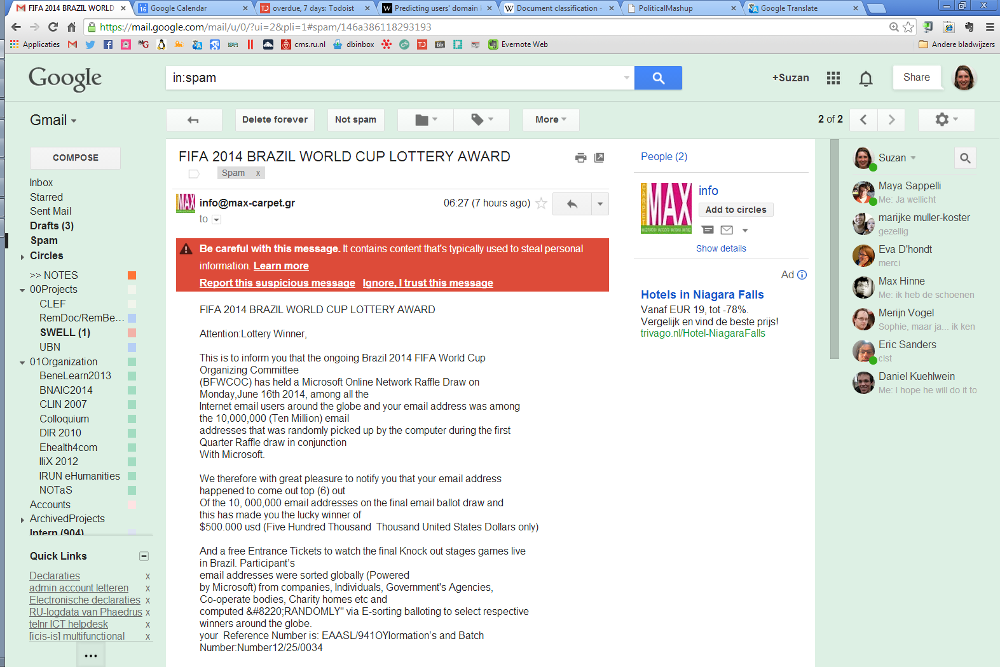 FIFA 2014 BRAZIL WORLD
Google Calendar
overdue, 7 days: Todoist
Predicting users' domain
Document classification -
PoliticalMashup
Google Translate
https://mail.google.com/mail/u/0/?ui=2&pli=1#spam/146a386118293193
Applicaties
cms.ru.nl
dbinbox
Evernote Web
Andere bladwijzers
Google
in:spam
+Suzan
Share
Gmail
Delete forever
Not spam
More
2 of 2
COMPOSE
Inbox
Starred
Sent Mail
Drafts (3)
Spam
Circles
>> NOTES
00Projects
CLEF
RemDoc/RemBe...
SWELL (1)
UBN
01Organization
BeneLearn2013
BNAIC2014
CLIN 2007
Colloquium
DIR 2010
Ehealth4com
IliX 2012
IRUN eHumanities
NOTaS
Accounts
ArchivedProjects
Intern (904)
Quick Links
Declaraties x
admin account letteren x
Electronische declaraties x
RU-logdata van Phaedrus x
telnr ICT helpdesk x
[icis-is] multifunctional x
...
FIFA 2014 BRAZIL WORLD CUP LOTTERY AWARD
Spam x
MAX
info@max-carpet.gr
06:27 (7 hours ago)
to
Be careful with this message. It contains content that's typically used to steal personal
information. Learn more
Report this suspicious message Ignore, I trust this message
FIFA 2014 BRAZIL WORLD CUP LOTTERY AWARD
Attention:Lottery Winner,
This is to inform you that the ongoing Brazil 2014 FIFA World Cup
Organizing Committee
(BFWCOC) has held a Microsoft Online Network Raffle Draw on
Monday,June 16th 2014, among all the
Internet email users around the globe and your email address was among
the 10,000,000 (Ten Million) email
addresses that was randomly picked up by the computer during the first
Quarter Raffle draw in conjunction
With Microsoft.
We therefore with great pleasure to notify you that your email address
happened to come out top (6) out
Of the 10, 000,000 email addresses on the final email ballot draw and
this has made you the lucky winner of
$500.000 usd (Five Hundred Thousand  Thousand United States Dollars only)
And a free Entrance Tickets to watch the final Knock out stages games live
in Brazil. Participant’s
email addresses were sorted globally (Powered
by Microsoft) from companies, Individuals, Government's Agencies,
Co-operate bodies, Charity homes etc and
computed &#8220;RANDOMLY" via E-sorting balloting to select respective
winners around the globe.
your  Reference Number is: EAASL/941OYlormation’s and Batch
Number:Number12/25/0034
People (2)
CARPET
MAX
info
Add to circles
Show details
Ad
Hotels in Niagara Falls
Vanaf EUR 19, tot -78%.
Vergelijk en vind de beste prijs!
trivago.nl/Hotel-NiagaraFalls
Suzan
Maya Sappelli
Me: Ja wellicht
marijke muller-koster
gezellig
Eva D'hondt
merci
Max Hinne
Me: ik heb de schoenen
Merijn Vogel
Sophie, maar ja... ik ken
Eric Sanders
clst
Daniel Kuehlwein
Me: I hope he will do it to